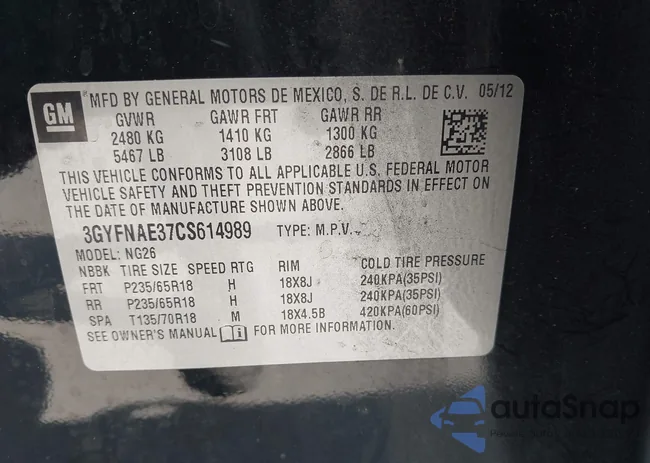 GM
MFD BY GENERAL MOTORS DE MEXICO, S. DE R.L. DE C.V. 05/12
GVWR GAWR FRT GAWR RR
2480 KG 1410 KG 1300 KG
5467 LB 3108 LB 2866 LB
THIS VEHICLE CONFORMS TO ALL APPLICABLE U.S. FEDERAL MOTOR
VEHICLE SAFETY AND THEFT PREVENTION STANDARDS IN EFFECT ON
THE DATE OF MANUFACTURE SHOWN ABOVE.
3GYFNAE37CS614989 TYPE: M.P.V.
MODEL: NG26
NBBK TIRE SIZE SPEED RTG RIM COLD TIRE PRESSURE
FRT P235/65R18 H 18X8J 240KPA(35PSI)
RR P235/65R18 H 18X8J 240KPA(35PSI)
SPA T135/70R18 M 18X4.5B 420KPA(60PSI)
SEE OWNER'S MANUAL FOR MORE INFORMATION.
autaSnap